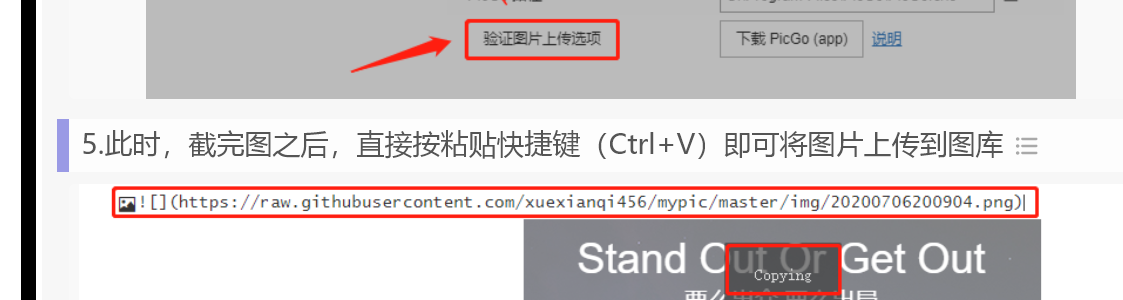 验证图片上传选项
下载 PicGo (app) 说明
5.此时，截完图之后，直接按粘贴快捷键（Ctrl+V）即可将图片上传到图库
![](https://raw.githubusercontent.com/xuexianqi456/mypic/master/img/20200706200904.png)
Stand Out Or Get Out
Copying